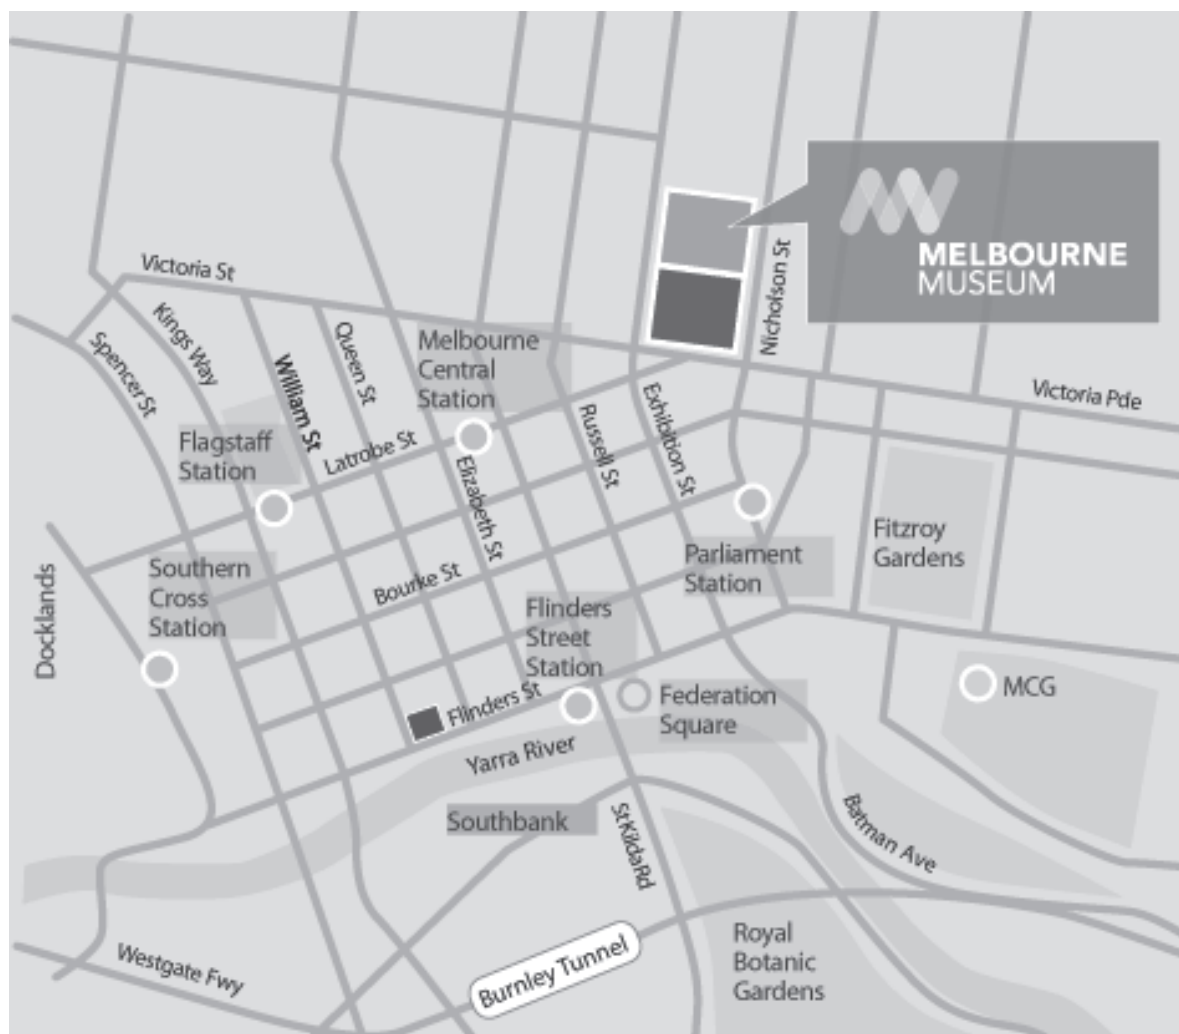 MELBOURNE
MUSEUM
Nicholson St
Victoria St
Kings Way
Spencer St
William St
Queen St
Melbourne
Central
Station
Victoria Pde
Exhibition St
Russell St
Flagstaff
Station
Latrobe St
Elizabeth St
Fitzroy
Gardens
Parliament
Station
Docklands
Southern
Cross
Station
Bourke St
Flinders
Street
Station
MCG
Flinders St
Federation
Square
Yarra River
Southbank
St Kilda Rd
Batman Ave
Royal
Botanic
Gardens
Westgate Fwy
Burnley Tunnel